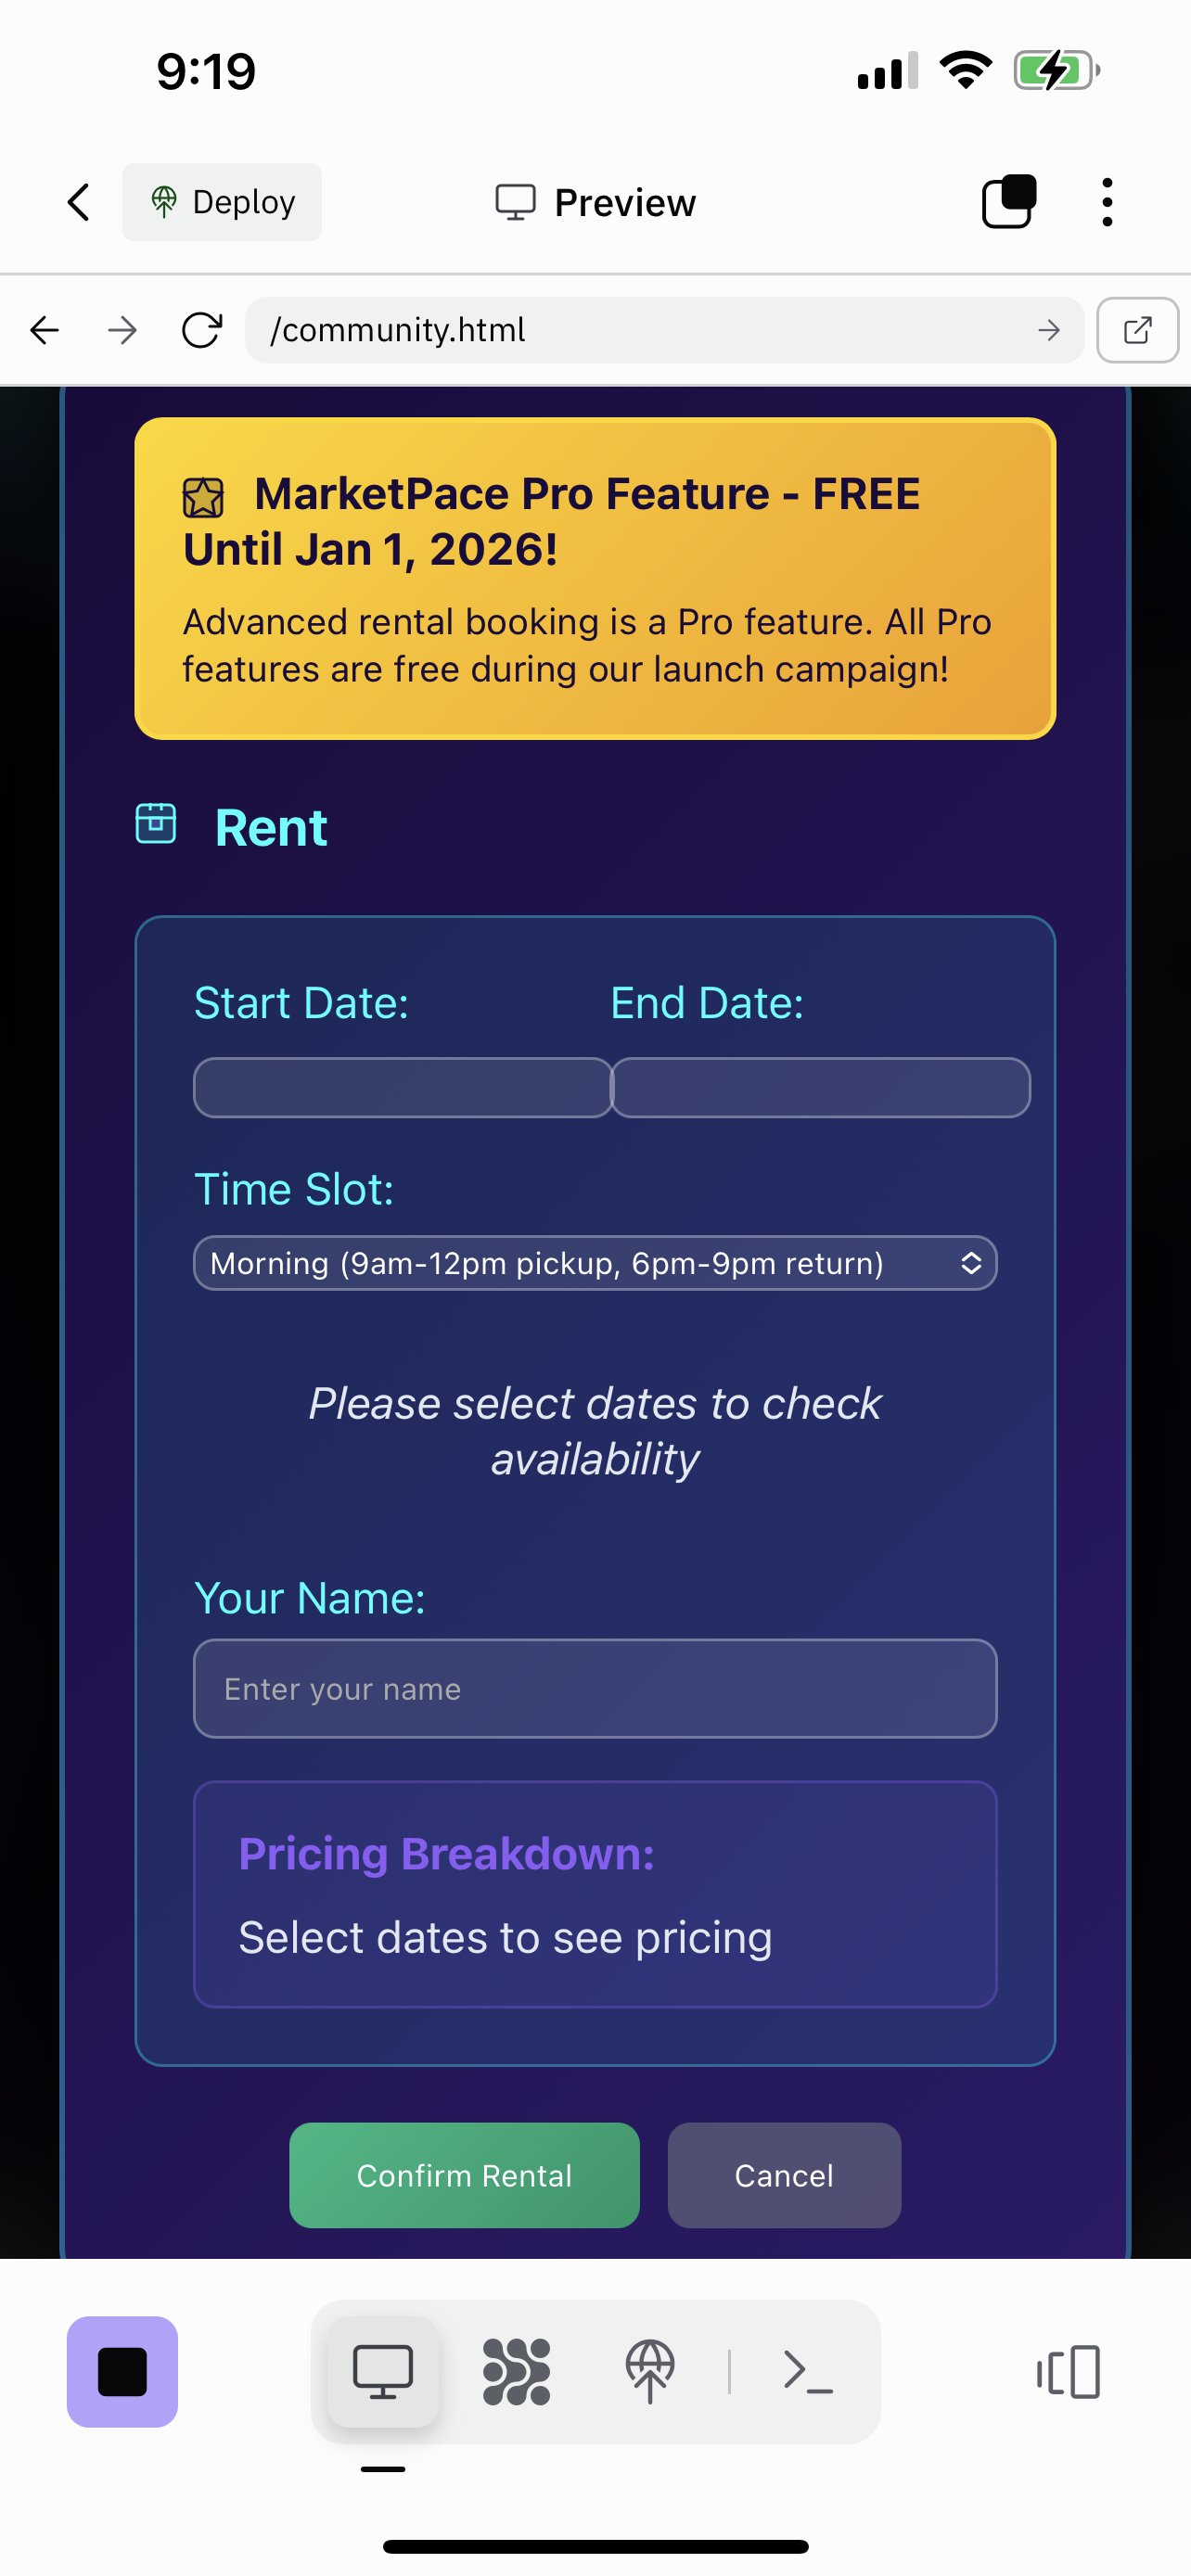 9:19
Deploy
Preview
/community.html
MarketPace Pro Feature - FREE
Until Jan 1, 2026!
Advanced rental booking is a Pro feature. All Pro
features are free during our launch campaign!
Rent
Start Date:
End Date:
Time Slot:
Morning (9am-12pm pickup, 6pm-9pm return)
Please select dates to check
availability
Your Name:
Enter your name
Pricing Breakdown:
Select dates to see pricing
Confirm Rental
Cancel